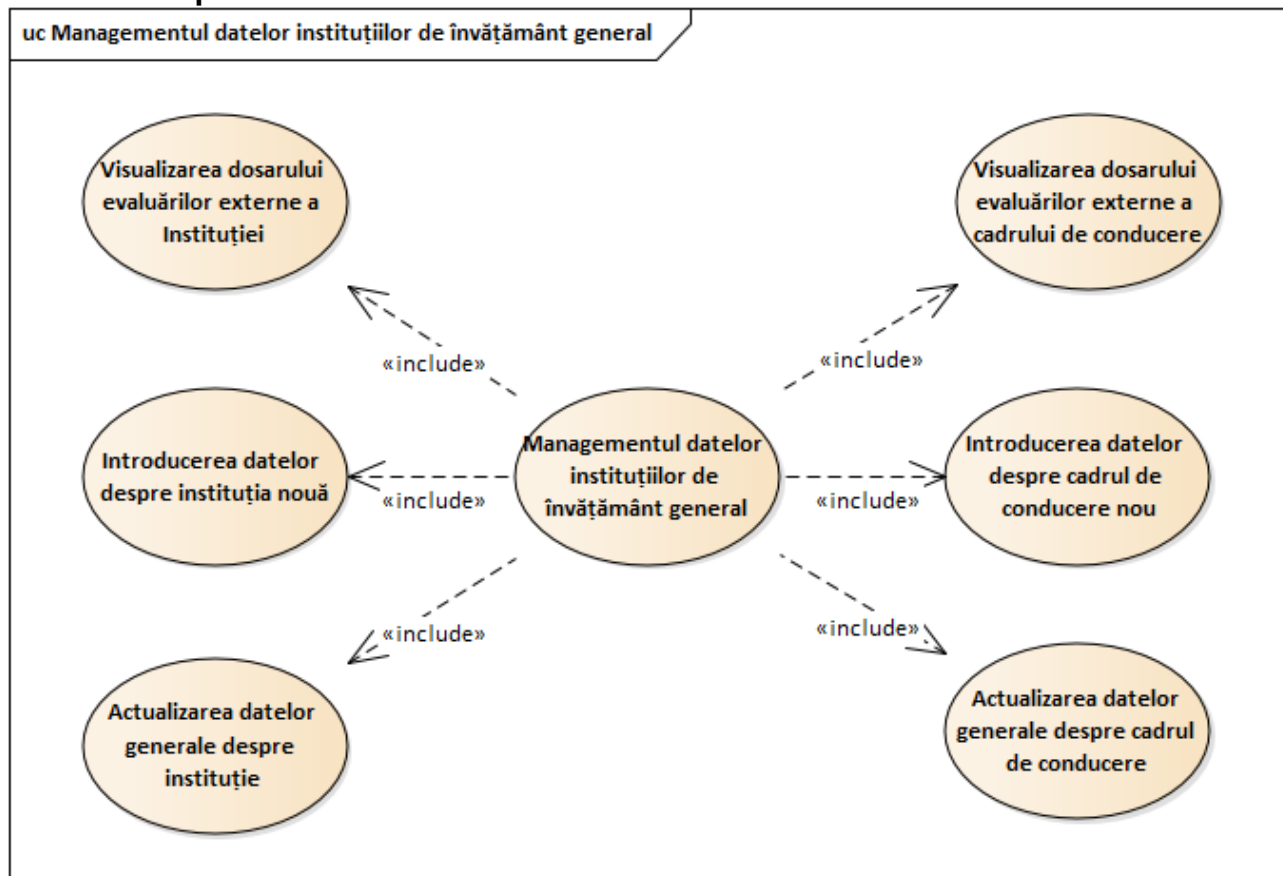 uc Managementul datelor instituțiilor de învățământ general
Visualizarea dosarului
evaluărilor externe a
Instituției
Visualizarea dosarului
evaluărilor externe a
cadrului de conducere
«include»
«include»
Introducerea datelor
despre instituția nouă
«include»
Managementul datelor
instituțiilor de
învățământ general
«include»
Introducerea datelor
despre cadrul de
conducere nou
«include»
«include»
Actualizarea datelor
generale despre
instituție
Actualizarea datelor
generale despre cadrul
de conducere